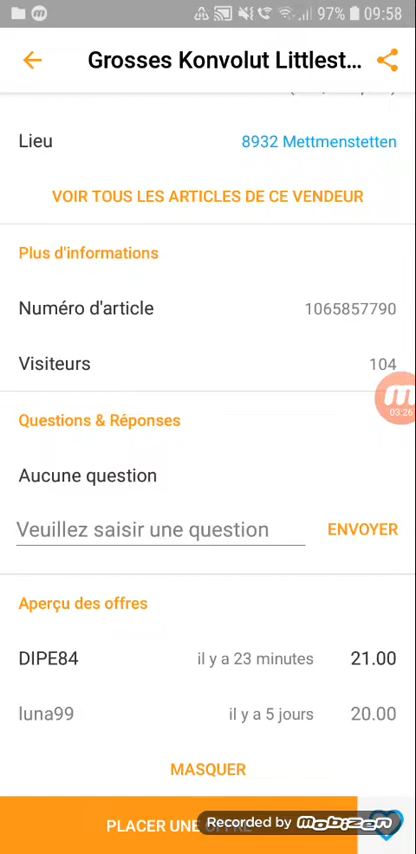 97% 09:58
Grosses Konvolut Littlest...
Lieu 8932 Mettmenstetten
VOIR TOUS LES ARTICLES DE CE VENDEUR
Plus d'informations
Numéro d'article 1065857790
Visiteurs 104
03:26
Questions & Réponses
Aucune question
Veuillez saisir une question ENVOYER
Aperçu des offres
DIPE84 il y a 23 minutes 21.00
luna99 il y a 5 jours 20.00
MASQUER
PLACER UNE
Recorded by mobizen